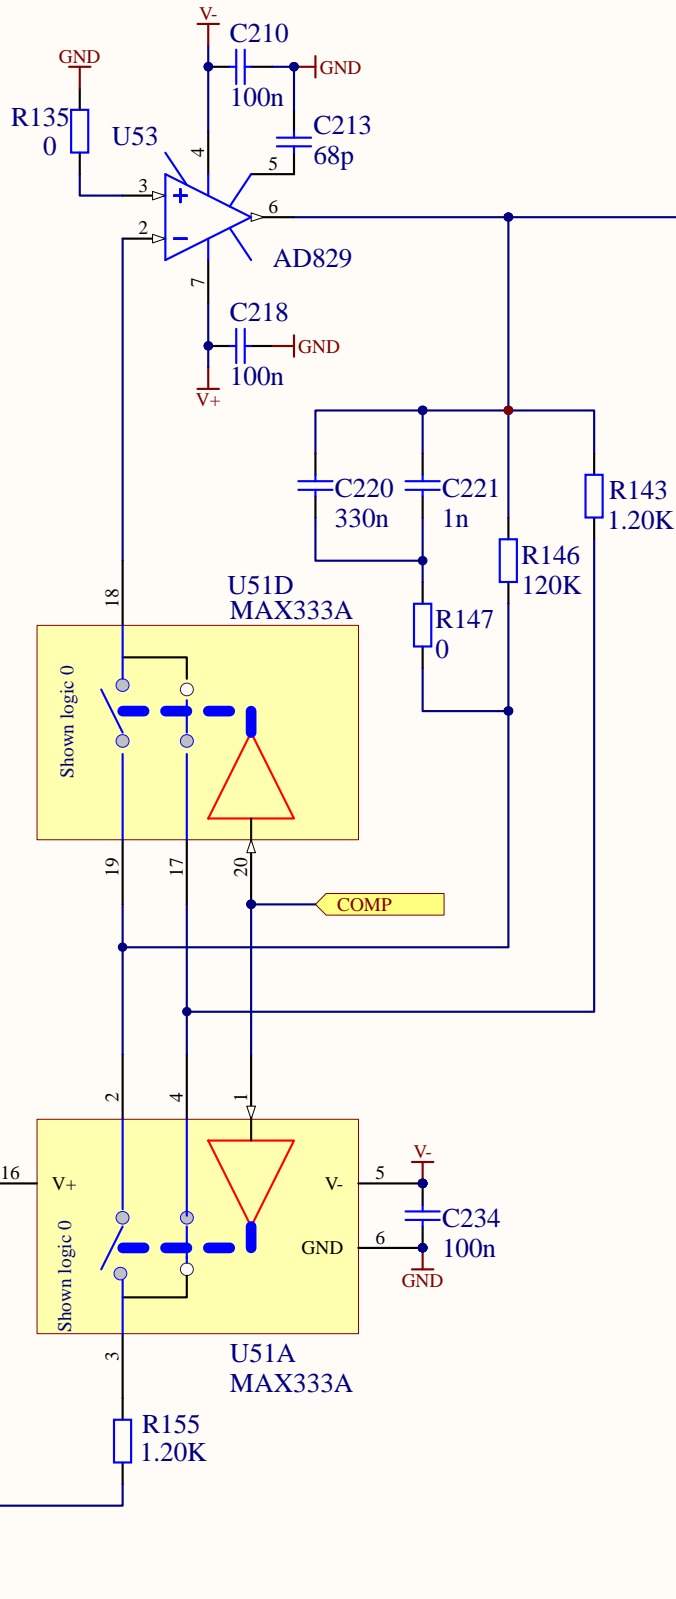 V-
C210
GND
GND
100n
R135
0
U53
C213
68p
4
5
3
6
2
AD829
7
C218
GND
100n
V+
C220
330n
C221
1n
R143
1.20K
R146
120K
18
U51D
MAX333A
R147
0
Shown logic 0
19
17
20
COMP
2
4
1
16
V+
V-
5
V-
C234
100n
GND
6
GND
Shown logic 0
3
U51A
MAX333A
R155
1.20K